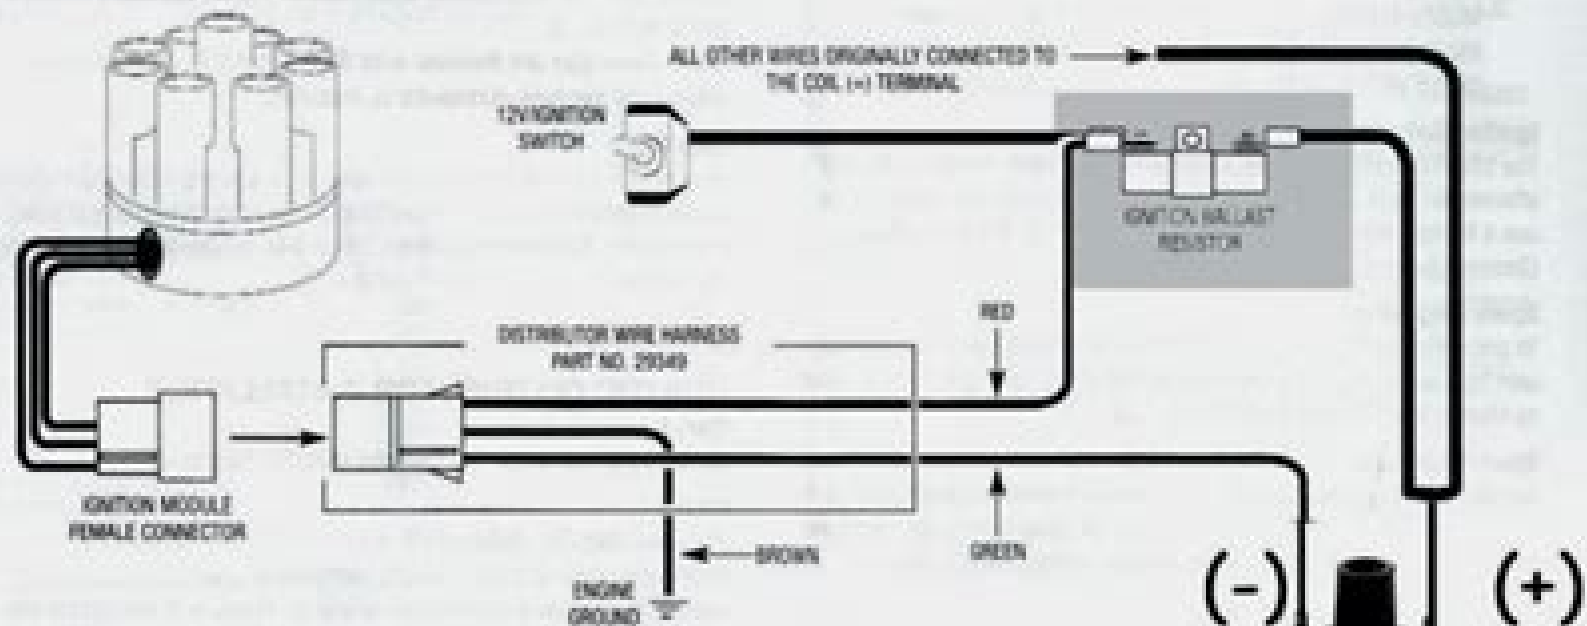 ALL OTHER WIRES ORIGINALLY CONNECTED TO
THE COIL (+) TERMINAL
12V/IGNITION
SWITCH
IGNITION BALLAST
RESISTOR
RED
DISTRIBUTOR WIRE HARNESS
PART NO. 29349
IGNITION MODULE
FEMALE CONNECTOR
BROWN
GREEN
ENGINE
GROUND
(-)
(+)